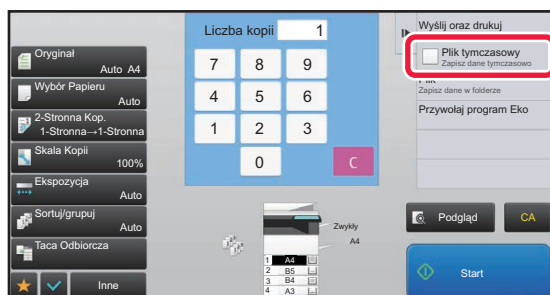 Liczba kopii 1
7 8 9
4 5 6
1 2 3
0 C
Oryginał
Auto A4
Wybór Papieru
Auto
2-Stronna Kop.
1-Stronna→1-Stronna
Skala Kopii
100%
Ekspozycja
Auto
Sortuj/grupuj
Auto
Taca Odbiorcza
Inne
Zwykły
A4
1 A4
2 B5
3 B4
4 A3
Wyślij oraz drukuj
Plik tymczasowy
Zapisz dane tymczasowo
Plik
Zapisz dane w folderze
Przywołaj program Eko
Podgląd
CA
Start